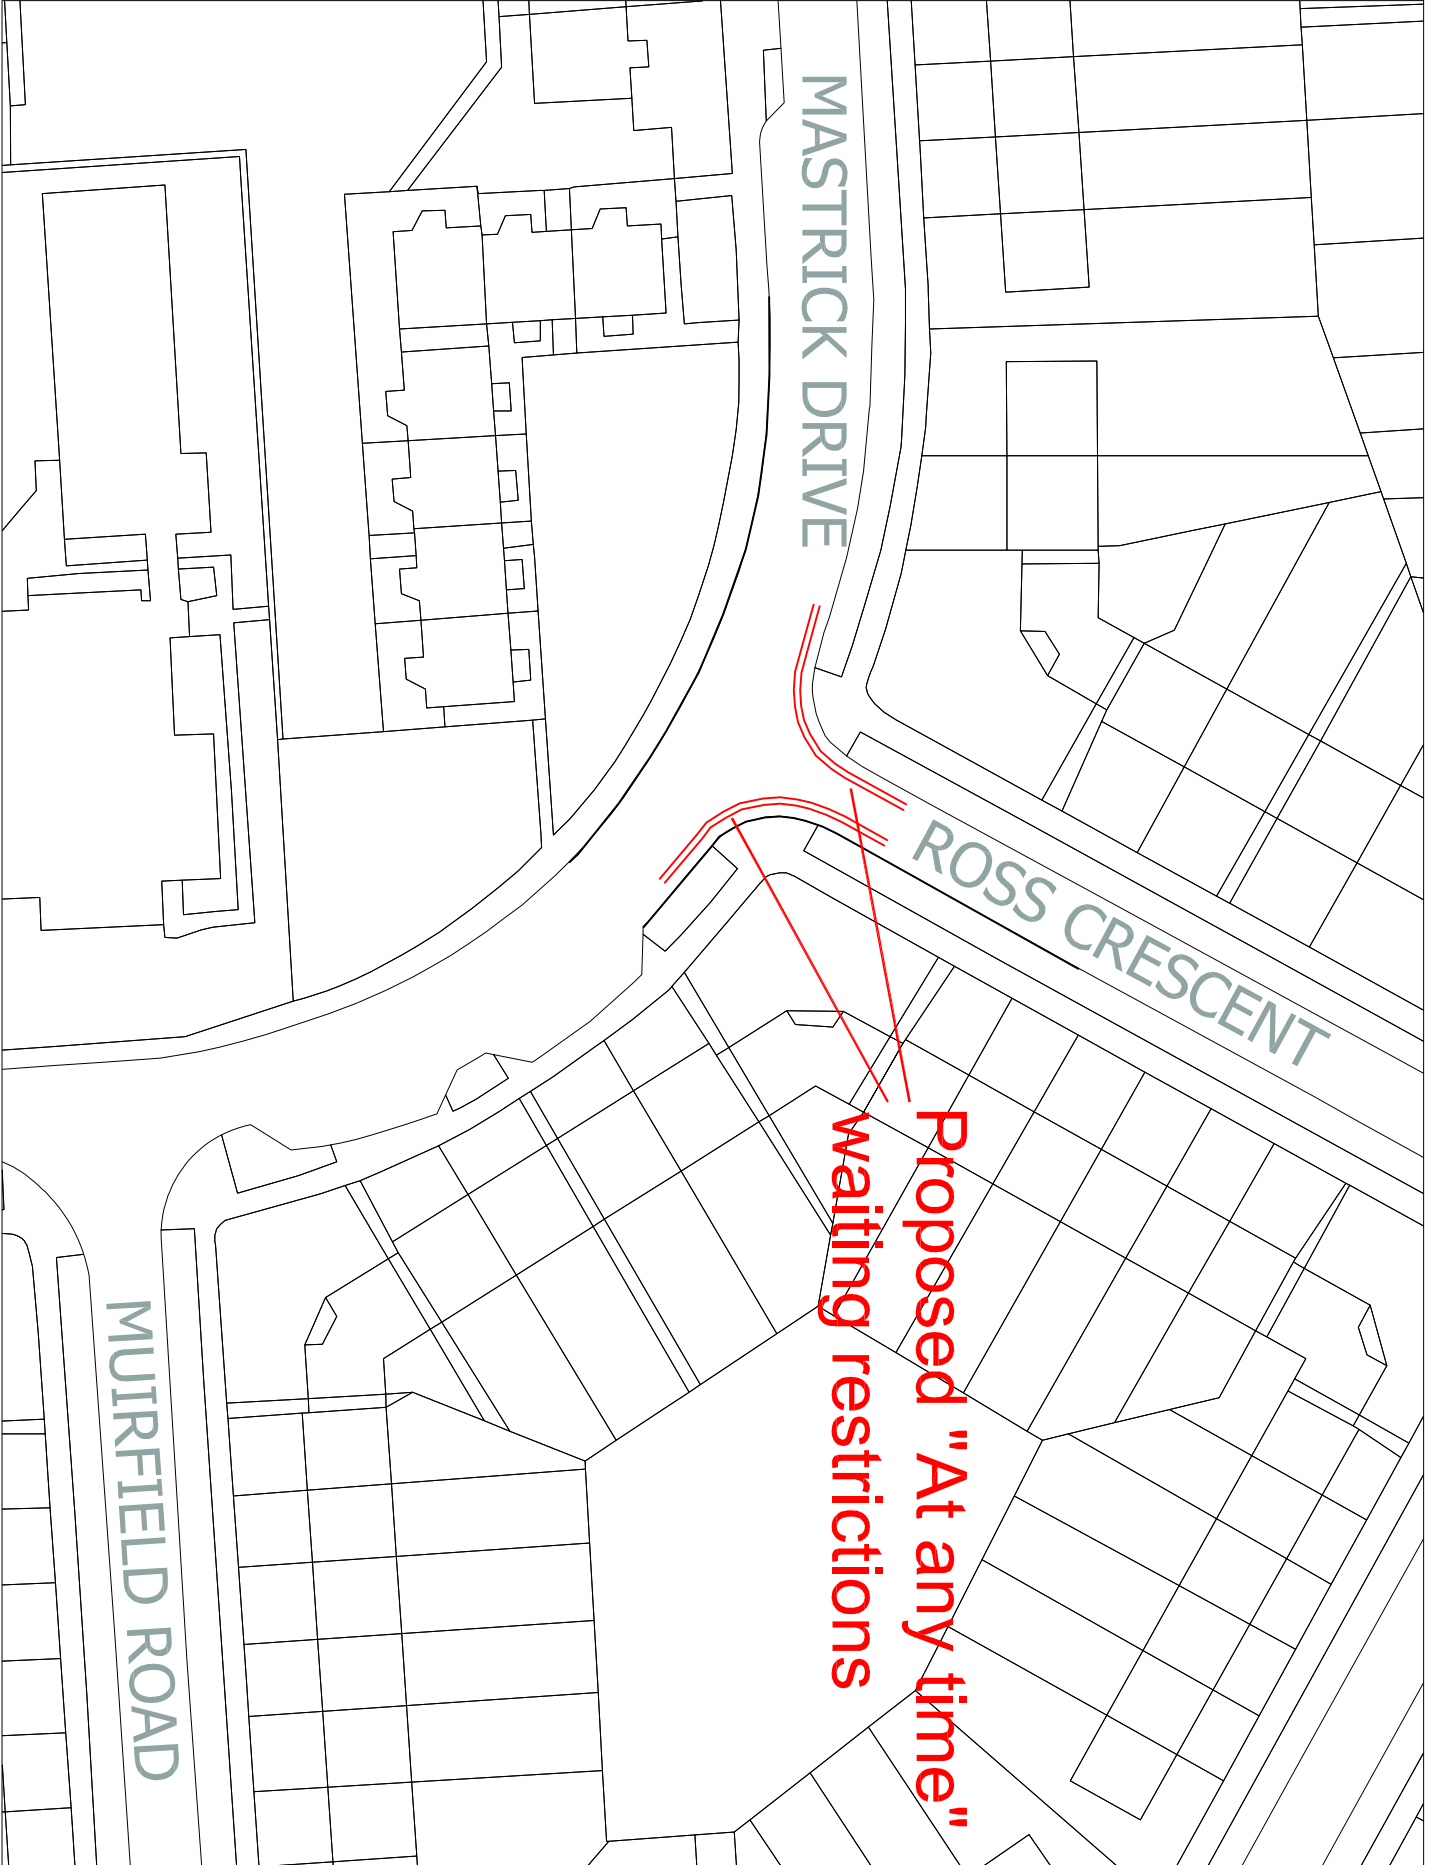 MASTRICK DRIVE
ROSS CRESCENT
Proposed "At any time"
waiting restrictions
MUIRFIELD ROAD